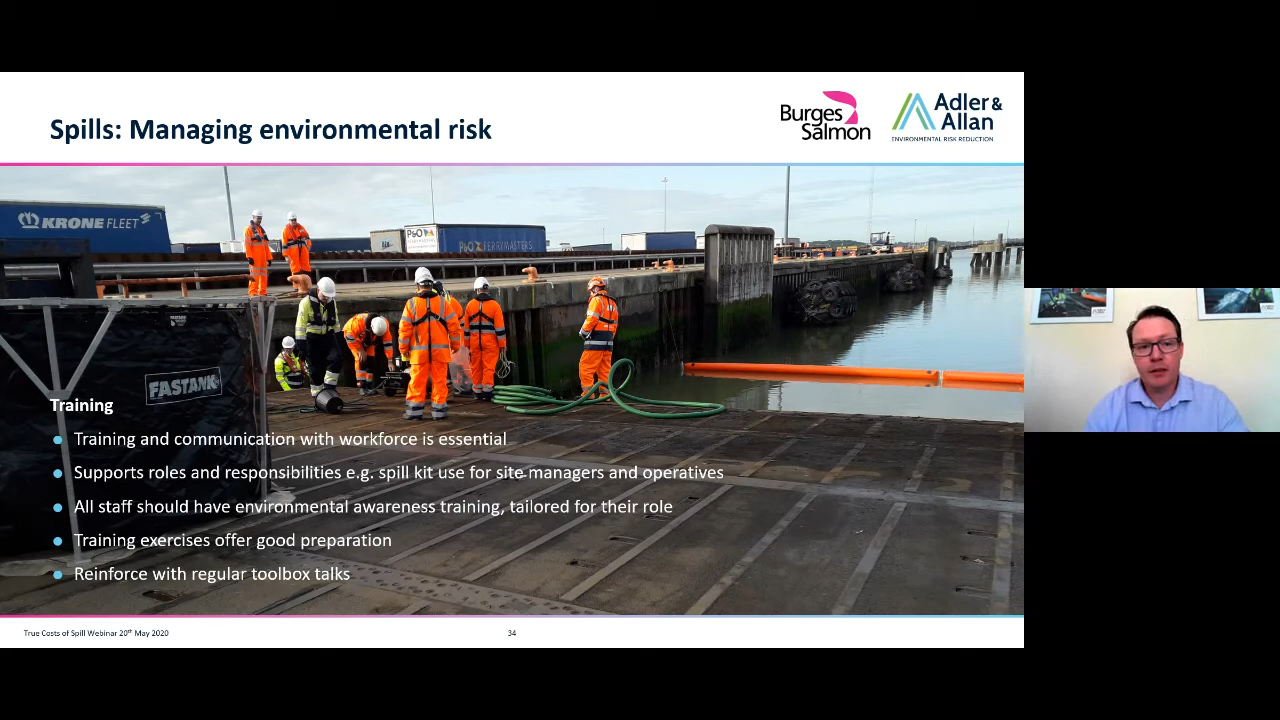 Spills: Managing environmental risk
Burges
Salmon
Adler &
Allan
ENVIRONMENTAL RISK REDUCTION
KRONE FLEET
P&O
FERRYMASTERS
P&O FERRYMASTERS
FASTANK
FASTANK
Training
Training and communication with workforce is essential
Supports roles and responsibilities e.g. spill kit use for site managers and operatives
All staff should have environmental awareness training, tailored for their role
Training exercises offer good preparation
Reinforce with regular toolbox talks
True Costs of Spill Webinar 20th May 2020
34